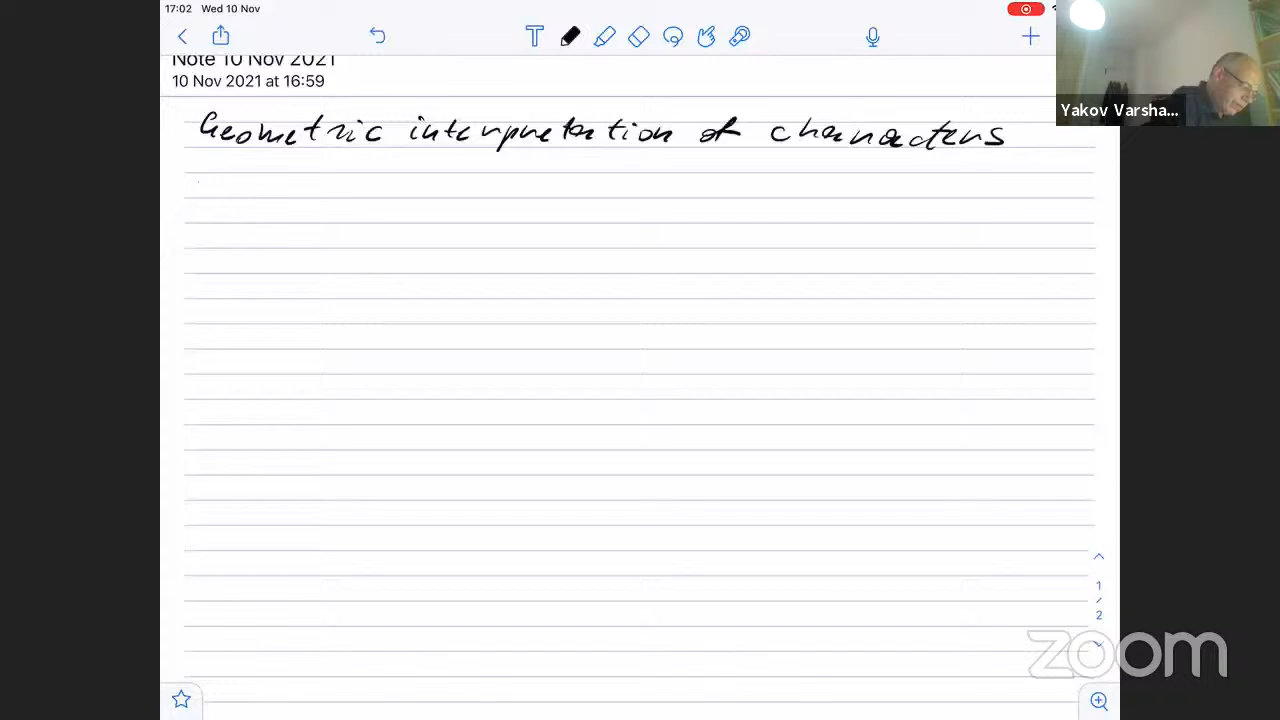 17:02 Wed 10 Nov
Note 10 Nov 2021
10 Nov 2021 at 16:59
Yakov Varsha...
Geometric interpretation of characters
1
/
2
zoom